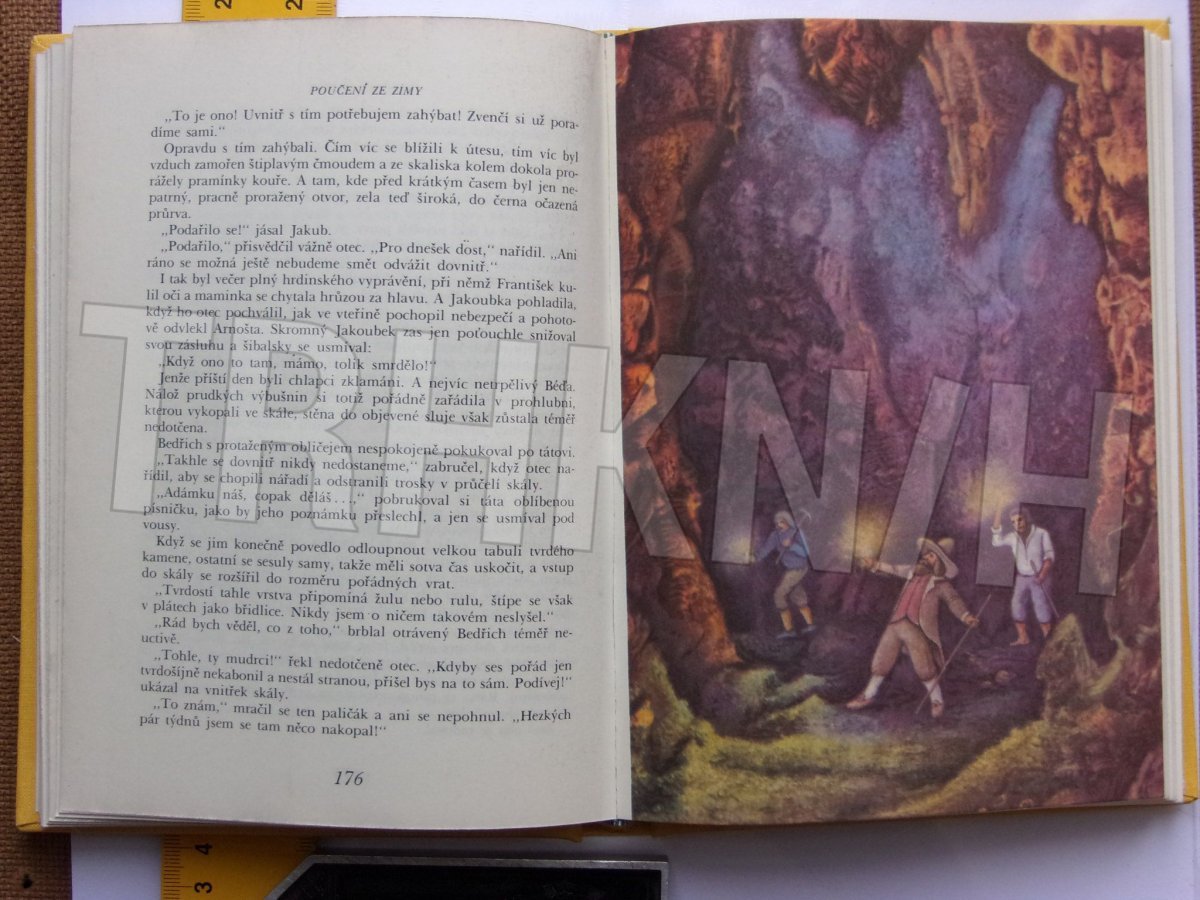 POUČENÍ ZE ZIMY
„To je ono! Uvnitř s tím potřebujem zahýbat! Zvenčí si už pora-
díme sami.“
Opravdu s tím zahýbali. Čím víc se blížili k útesu, tím víc byl
vzduch zamořen štiplavým čmoudem a ze skaliska kolem dokola pro-
rážely pramínky kouře. A tam, kde před krátkým časem byl jen ne-
patrný, pracně proražený otvor, zela teď široká, do černa očazená
průrva.
„Podařilo se!“ jásal Jakub.
„Podařilo,“ přisvědčil vážně otec. „Pro dnešek dost,“ nařídil. „Ani
ráno se možná ještě nebudeme smět odvážit dovnitř.“
I tak byl večer plný hrdinského vyprávění, při němž František ku-
lil oči a maminka se chytala hrůzou za hlavu. A Jakoubka pohladila,
když ho otec pochválil, jak ve vteřině pochopil nebezpečí a pohoto-
vě odvlekl Arnošta. Skromný Jakoubek zas jen poťouchle snižoval
svou zásluhu a šibalsky se usmíval:
„Když ono to tam, mámo, tolik smrdělo!“
Jenže příští den byli chlapci zklamáni. A nejvíc netrpělivý Béďa.
Nálož prudkých výbušnin si totiž pořádně zařádila v prohlubni,
kterou vykopali ve skále, stěna do objevené sluje však zůstala téměř
nedotčena.
Bedřich s protaženým obličejem nespokojeně pokukoval po tátovi.
„Takhle se dovnitř nikdy nedostaneme,“ zabručel, když otec na-
řídil, aby se chopili nářadí a odstranili trosky v průčelí skály.
„Adámku náš, copak děláš...,“ pobrukoval si táta oblíbenou
písničku, jako by jeho poznámku přeslechl, a jen se usmíval pod
vousy.
Když se jim konečně povedlo odloupnout velkou tabuli tvrdého
kamene, ostatní se sesuly samy, takže měli sotva čas uskočit, a vstup
do skály se rozšířil do rozměru pořádných vrat.
„Tvrdostí tahle vrstva připomíná žulu nebo rulu, štípe se však
v plátech jako břidlice. Nikdy jsem o ničem takovém neslyšel.“
„Rád bych věděl, co z toho,“ brblal otrávený Bedřich téměř ne-
uctivě.
„Tohle, ty mudrci!“ řekl nedotčeně otec. „Kdyby ses pořád jen
tvrdošíjně nekabonil a nestál stranou, přišel bys na to sám. Podívej!“
ukázal na vnitřek skály.
„To znám,“ mračil se ten paličák a ani se nepohnul. „Hezkých
pár týdnů jsem se tam něco nakopal!“
176
TRHKN/H
3 4